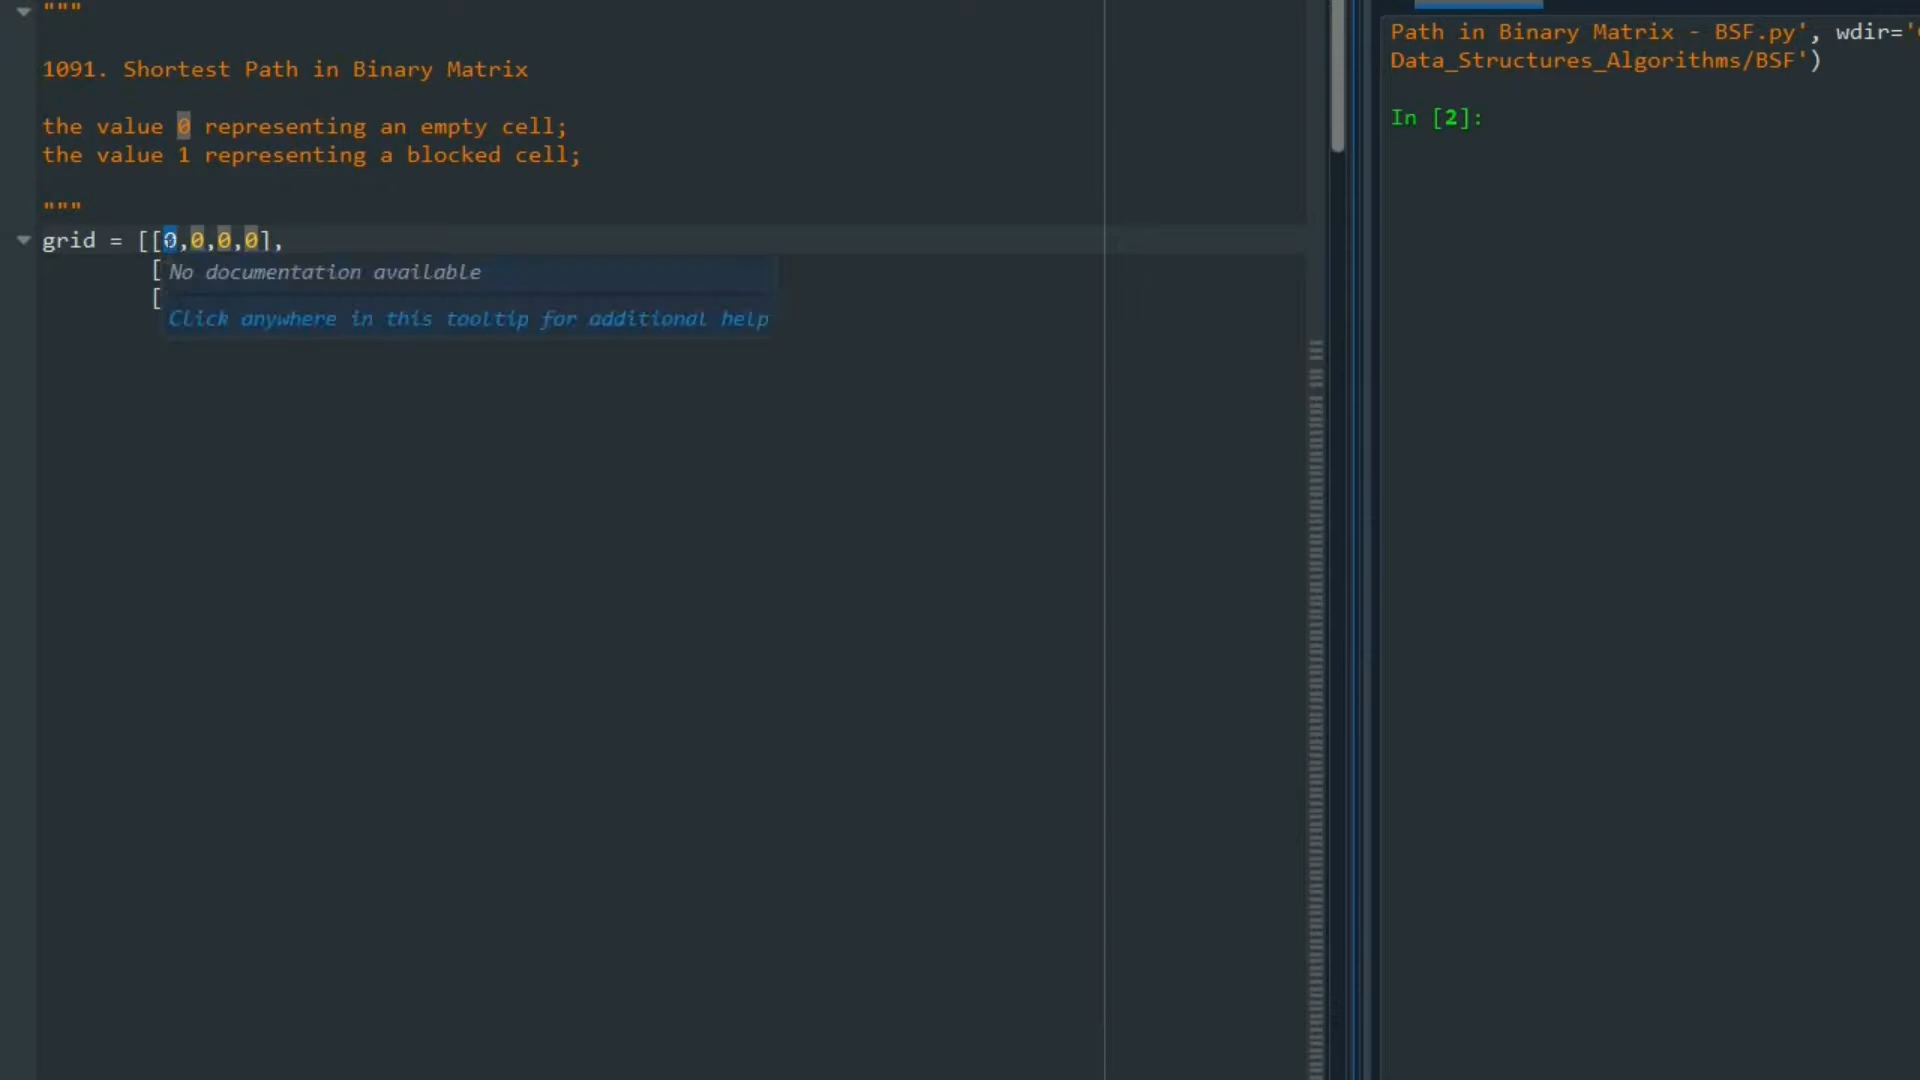 """
1091. Shortest Path in Binary Matrix
the value 0 representing an empty cell;
the value 1 representing a blocked cell;
"""
grid = [[0,0,0,0],
[
[
No documentation available
Click anywhere in this tooltip for additional help
Path in Binary Matrix - BSF.py', wdir='
Data_Structures_Algorithms/BSF')
In [2]: